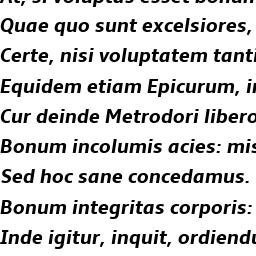 At, si voluptas esset bonum
Quae quo sunt excelsiores,
Certe, nisi voluptatem tanti
Equidem etiam Epicurum, in
Cur deinde Metrodori libero
Bonum incolumis acies: mis
Sed hoc sane concedamus.
Bonum integritas corporis:
Inde igitur, inquit, ordiendu